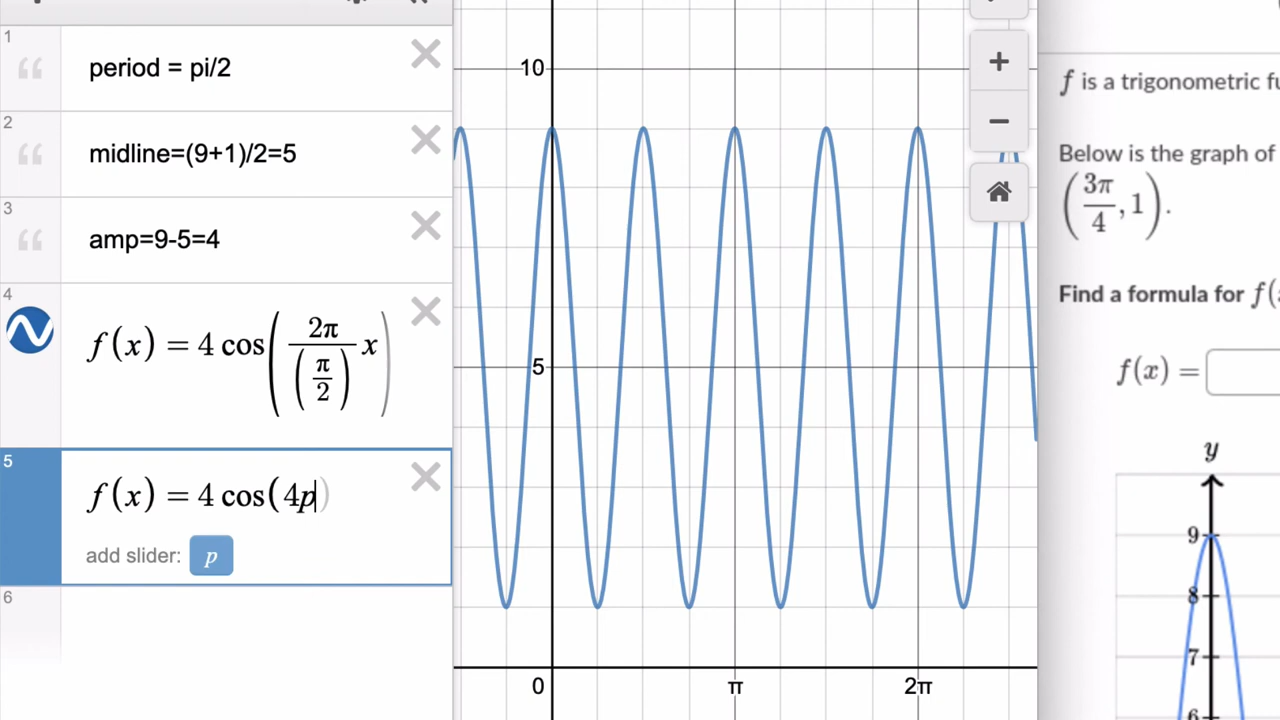 1
period = pi/2
2
midline=(9+1)/2=5
3
amp=9-5=4
4
f(x) = 4 cos(2π/(π/2) x)
5
f(x) = 4 cos(4p)
add slider: p
6
10
5
0
π
2π
+
−
f is a trigonometric
Below is the graph of
(3π/4, 1).
Find a formula for f(
f(x) =
y
9
8
7
6